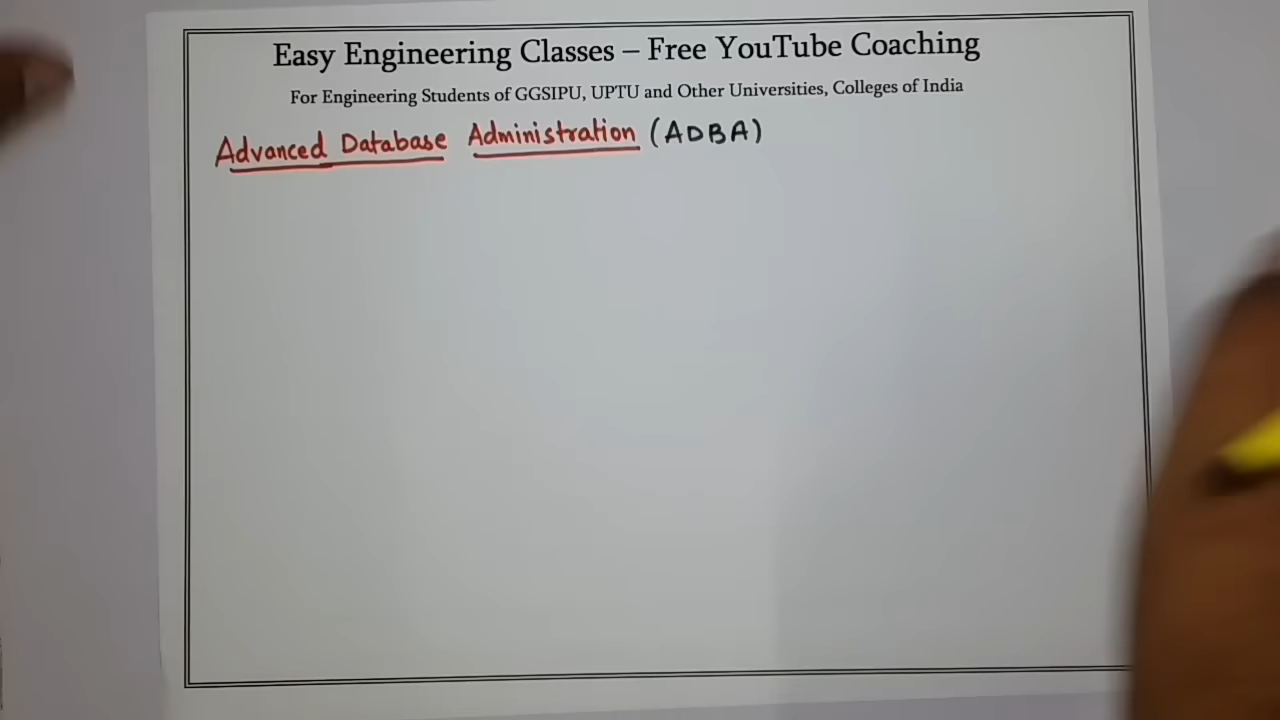 Easy Engineering Classes – Free YouTube Coaching
For Engineering Students of GGSIPU, UPTU and Other Universities, Colleges of India
Advanced Database Administration (ADBA)